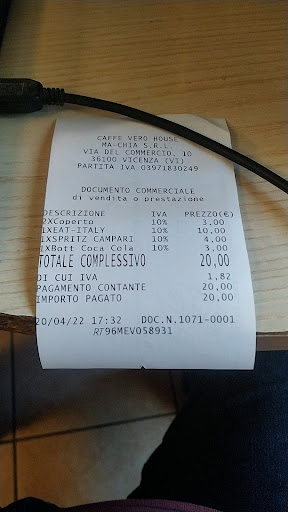 CAFFE VERO HOUSE
MA-CHIA S.R.L.
VIA DEL COMMERCIO, 10
36100 VICENZA (VI)
PARTITA IVA 03971830249
DOCUMENTO COMMERCIALE
di vendita o prestazione
DESCRIZIONE IVA PREZZO(€)
2XCoperto 10% 3,00
1XEAT-ITALY 10% 10,00
1XSPRITZ CAMPARI 10% 4,00
1XBott Coca Cola 10% 3,00
TOTALE COMPLESSIVO 20,00
DI CUI IVA 1,82
PAGAMENTO CONTANTE 20,00
IMPORTO PAGATO 20,00
20/04/22 17:32 DOC.N.1071-0001
RT96MEV058931